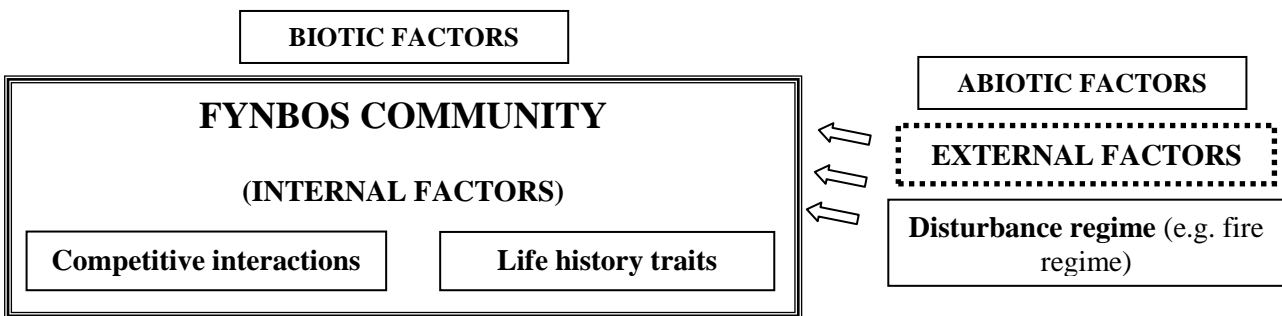 BIOTIC FACTORS
FYNBOS COMMUNITY
(INTERNAL FACTORS)
Competitive interactions
Life history traits
ABIOTIC FACTORS
EXTERNAL FACTORS
Disturbance regime (e.g. fire
regime)